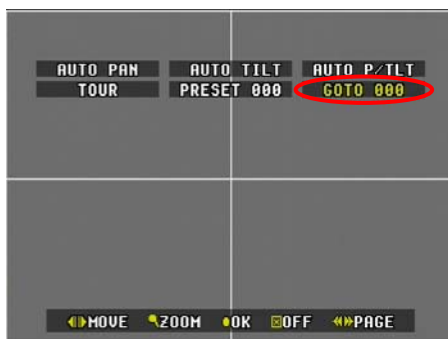 AUTO PAN AUTO TILT AUTO P/TLT
TOUR PRESET 000 GOTO 000
MOVE ZOOM OK OFF PAGE